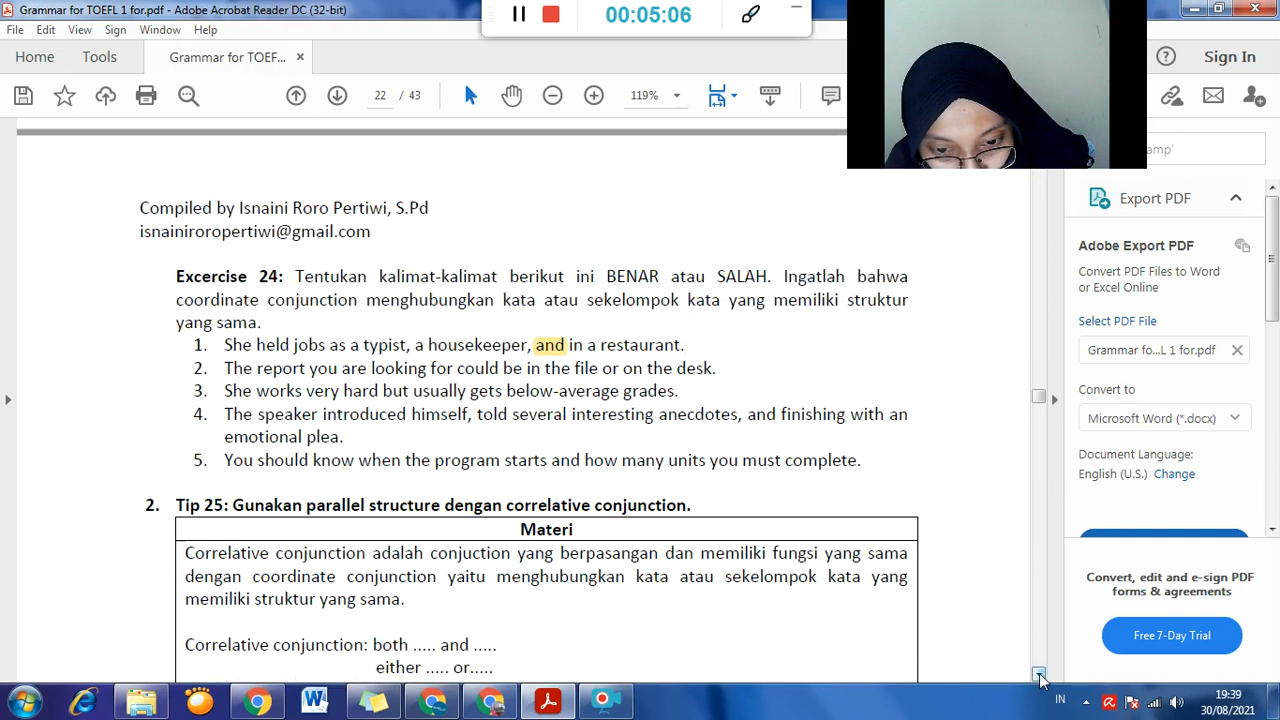 Grammar for TOEFL 1 for.pdf - Adobe Acrobat Reader DC (32-bit)
00:05:06
File Edit View Sign Window Help
Home Tools Grammar for TOEF... Sign In
22 / 43 119%
Compiled by Isnaini Roro Pertiwi, S.Pd
isnainiroropertiwi@gmail.com
Excercise 24: Tentukan kalimat-kalimat berikut ini BENAR atau SALAH. Ingatlah bahwa
coordinate conjunction menghubungkan kata atau sekelompok kata yang memiliki struktur
yang sama.
1. She held jobs as a typist, a housekeeper, and in a restaurant.
2. The report you are looking for could be in the file or on the desk.
3. She works very hard but usually gets below-average grades.
4. The speaker introduced himself, told several interesting anecdotes, and finishing with an
emotional plea.
5. You should know when the program starts and how many units you must complete.
2. Tip 25: Gunakan parallel structure dengan correlative conjunction.
Materi
Correlative conjunction adalah conjuction yang berpasangan dan memiliki fungsi yang sama
dengan coordinate conjunction yaitu menghubungkan kata atau sekelompok kata yang
memiliki struktur yang sama.
Correlative conjunction: both ..... and .....
either ..... or.....
Export PDF
Adobe Export PDF
Convert PDF Files to Word
or Excel Online
Select PDF File
Grammar fo...L 1 for.pdf
Convert to
Microsoft Word (*.docx)
Document Language:
English (U.S.) Change
Convert, edit and e-sign PDF
forms & agreements
Free 7-Day Trial
IN
19:39
30/08/2021